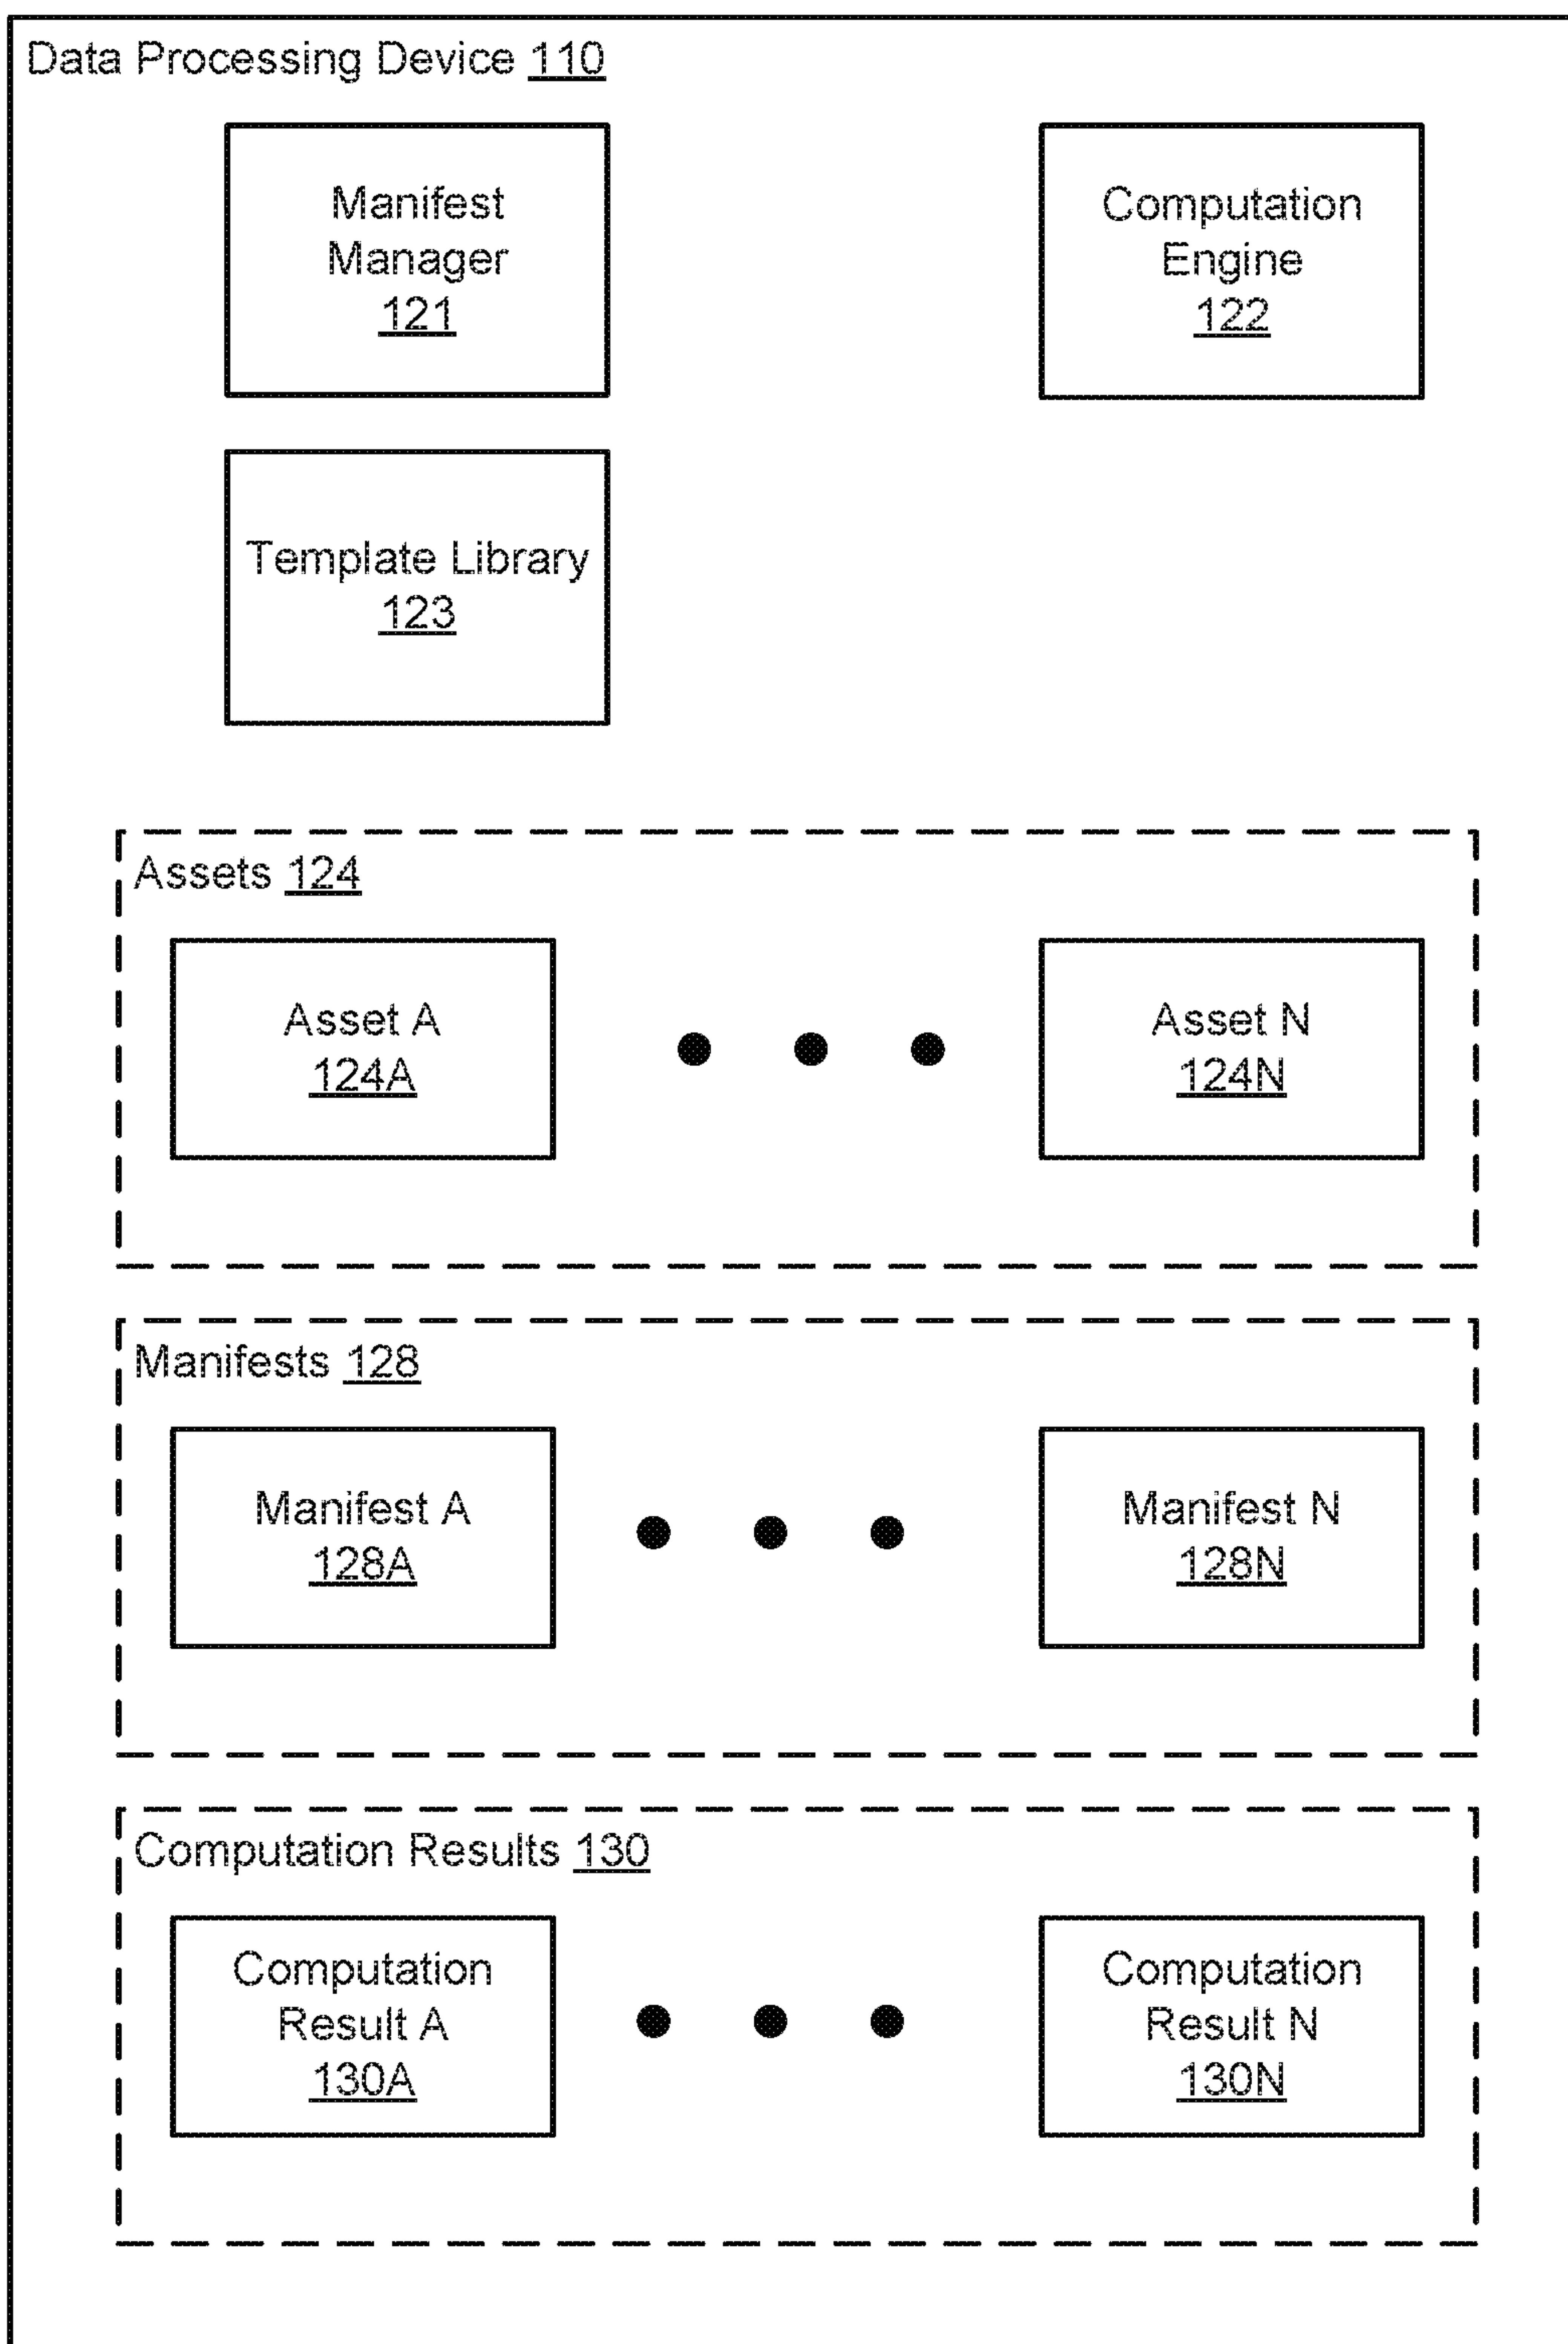 Data Processing Device 110
Manifest
Manager
121
Computation
Engine
122
Template Library
123
Assets 124
Asset A
124A
Asset N
124N
Manifests 128
Manifest A
128A
Manifest N
128N
Computation Results 130
Computation
Result A
130A
Computation
Result N
130N